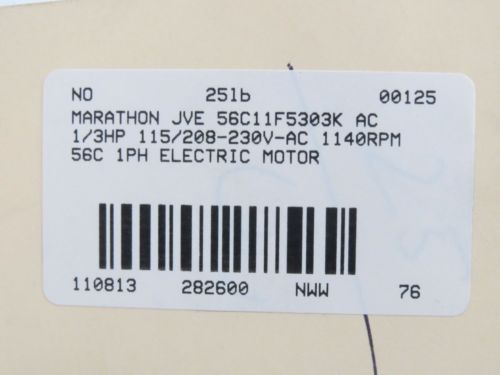 NO 25lb 00125
MARATHON JVE 56C11F5303K AC
1/3HP 115/208-230V-AC 1140RPM
56C 1PH ELECTRIC MOTOR
110813 282600 NWW 76